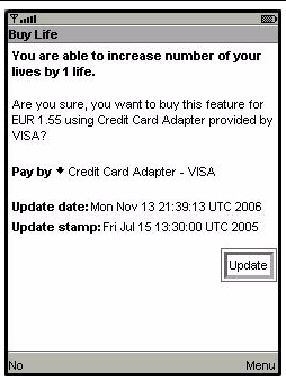 Buy Life
You are able to increase number of your
lives by 1 life.
Are you sure, you want to buy this feature for
EUR 1.55 using Credit Card Adapter provided by
VISA?
Pay by Credit Card Adapter - VISA
Update date: Mon Nov 13 21:39:13 UTC 2006
Update stamp: Fri Jul 15 13:30:00 UTC 2005
Update
No Menu